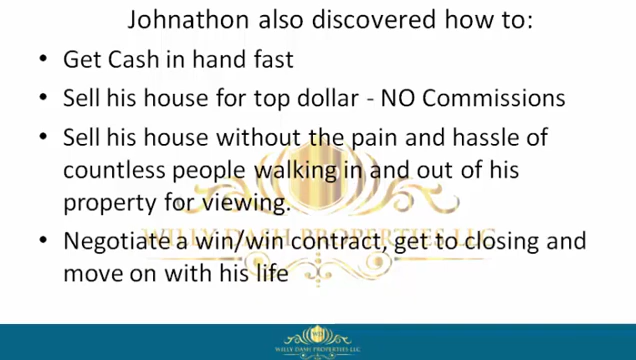 Johnathon also discovered how to:
• Get Cash in hand fast
• Sell his house for top dollar - NO Commissions
• Sell his house without the pain and hassle of
countless people walking in and out of his
property for viewing.
WILLY DASH PROPERTIES LLC
• Negotiate a win/win contract, get to closing and
move on with his life
WILLY DASH PROPERTIES LLC